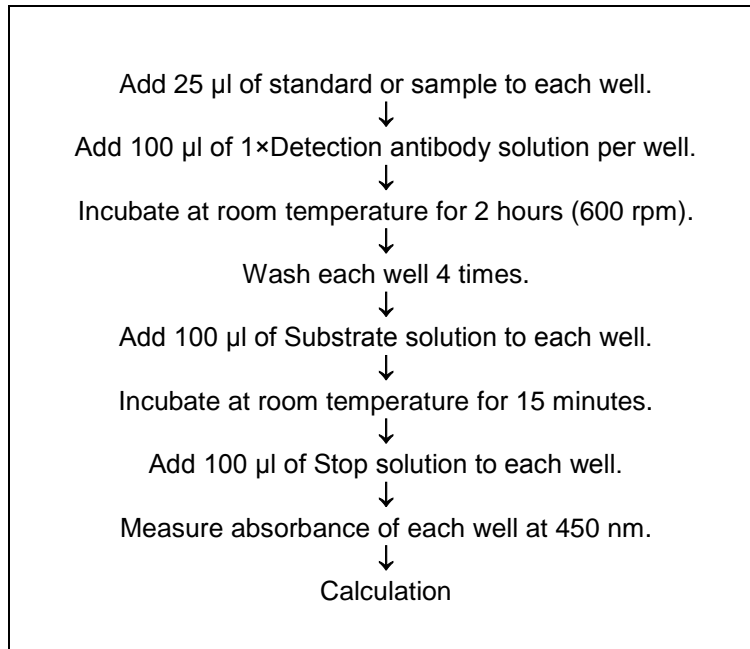 Add 25 µl of standard or sample to each well.
↓
Add 100 µl of 1×Detection antibody solution per well.
↓
Incubate at room temperature for 2 hours (600 rpm).
↓
Wash each well 4 times.
↓
Add 100 µl of Substrate solution to each well.
↓
Incubate at room temperature for 15 minutes.
↓
Add 100 µl of Stop solution to each well.
↓
Measure absorbance of each well at 450 nm.
↓
Calculation